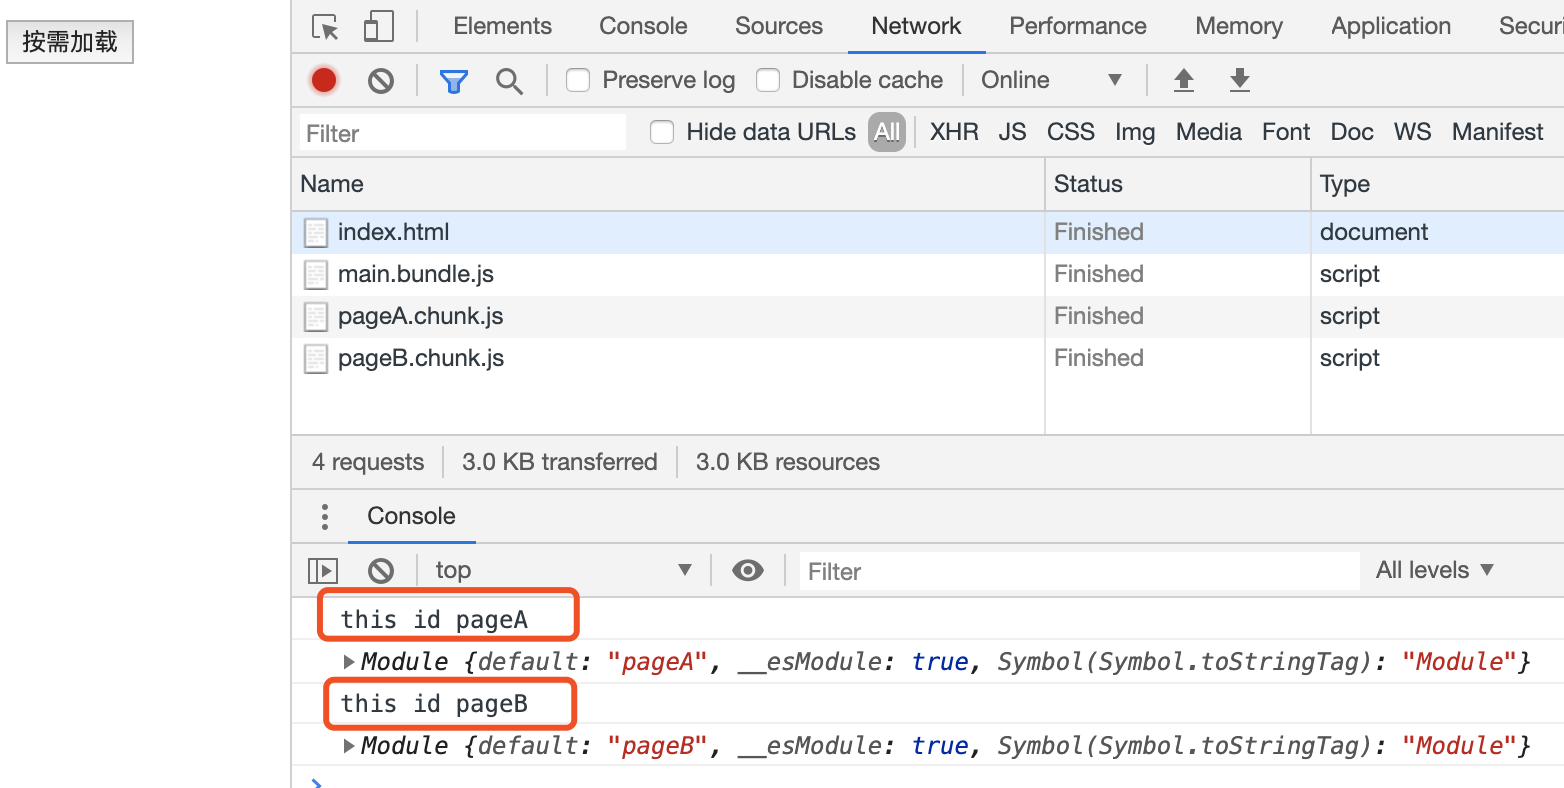 按需加载
Elements Console Sources Network Performance Memory Application Securi
Preserve log Disable cache Online
Filter Hide data URLs All XHR JS CSS Img Media Font Doc WS Manifest
Name Status Type
index.html Finished document
main.bundle.js Finished script
pageA.chunk.js Finished script
pageB.chunk.js Finished script
4 requests 3.0 KB transferred 3.0 KB resources
Console
top Filter All levels
this id pageA
Module {default: "pageA", __esModule: true, Symbol(Symbol.toStringTag): "Module"}
this id pageB
Module {default: "pageB", __esModule: true, Symbol(Symbol.toStringTag): "Module"}